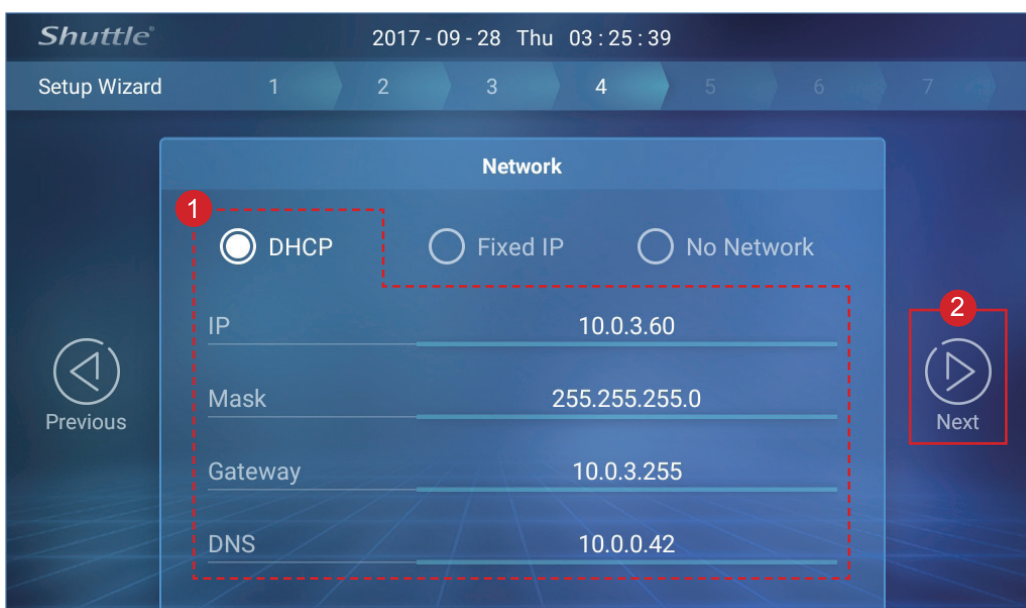 Shuttle 2017 - 09 - 28 Thu 03 : 25 : 39
Setup Wizard 1 2 3 4 5 6 7
Network
1
DHCP Fixed IP No Network
2
IP 10.0.3.60
Mask 255.255.255.0
Previous Next
Gateway 10.0.3.255
DNS 10.0.0.42